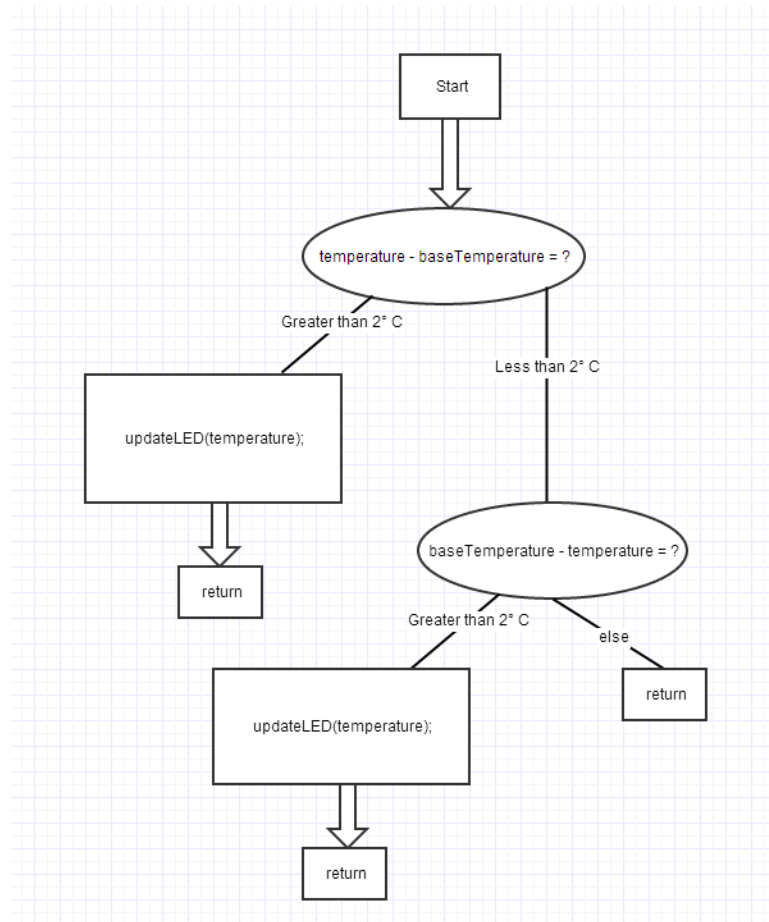 Start
temperature - baseTemperature = ?
Greater than 2° C
Less than 2° C
updateLED(temperature);
return
baseTemperature - temperature = ?
Greater than 2° C
else
updateLED(temperature);
return
return